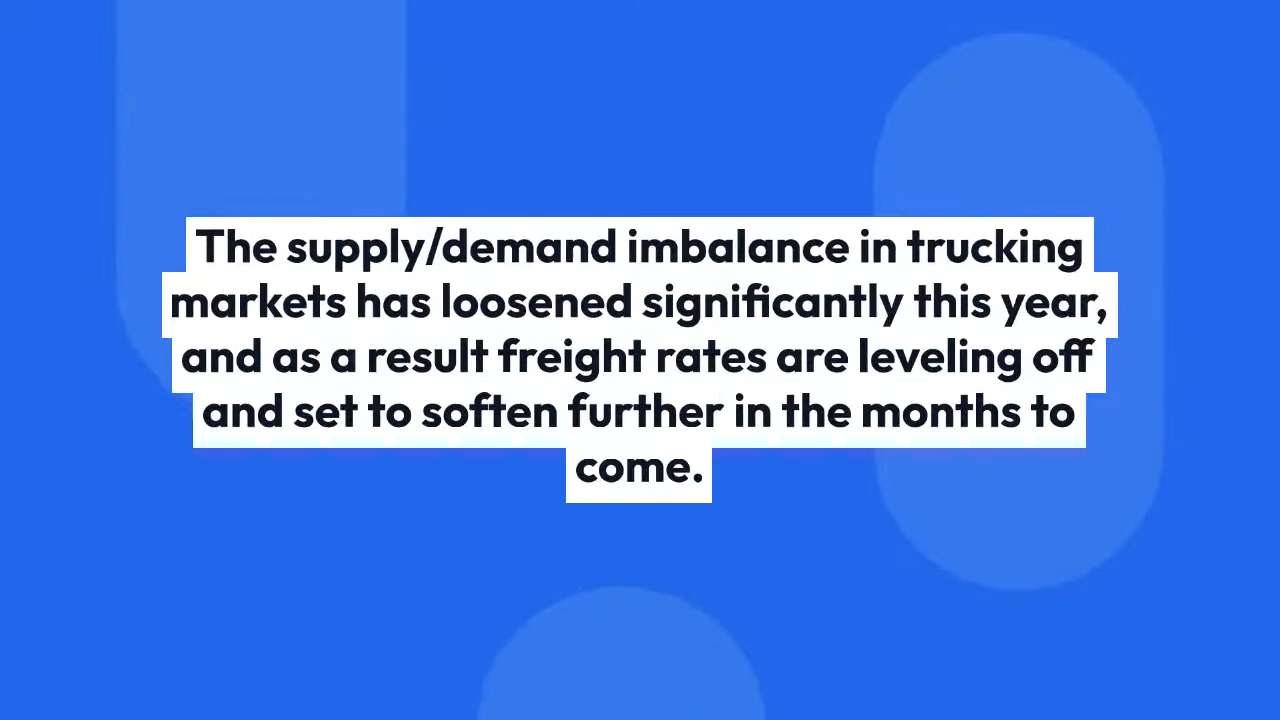 The supply/demand imbalance in trucking
markets has loosened significantly this year,
and as a result freight rates are leveling off
and set to soften further in the months to
come.